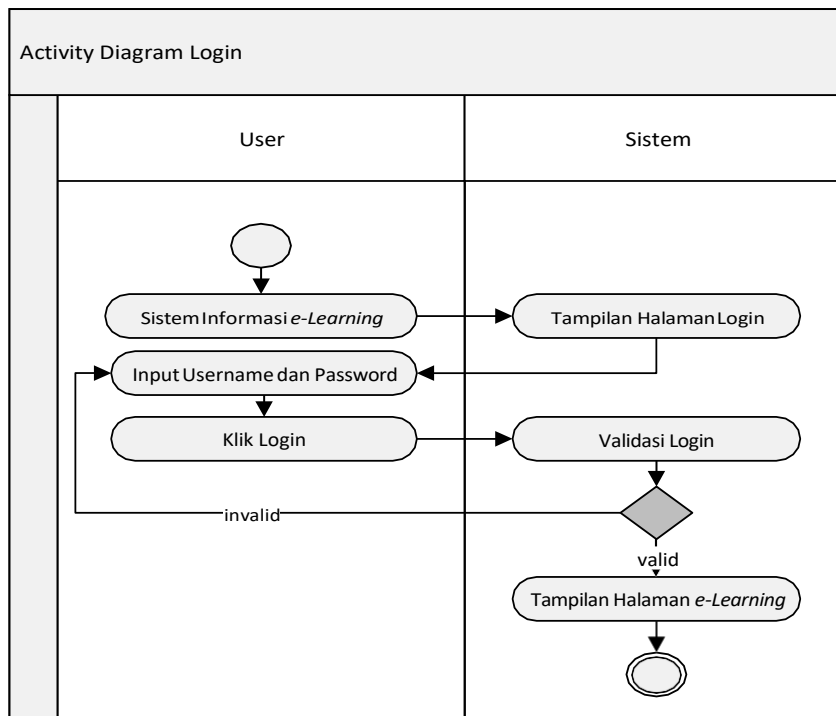 Activity Diagram Login
User
Sistem
Sistem Informasi e-Learning
Tampilan Halaman Login
Input Username dan Password
Klik Login
Validasi Login
invalid
valid
Tampilan Halaman e-Learning